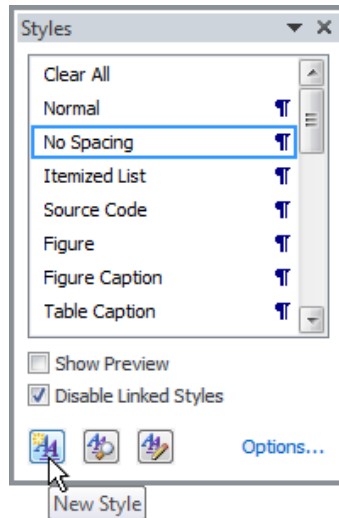 Styles
Clear All
Normal ¶
No Spacing ¶
Itemized List ¶
Source Code ¶
Figure ¶
Figure Caption ¶
Table Caption ¶
Show Preview
Disable Linked Styles
Options...
New Style